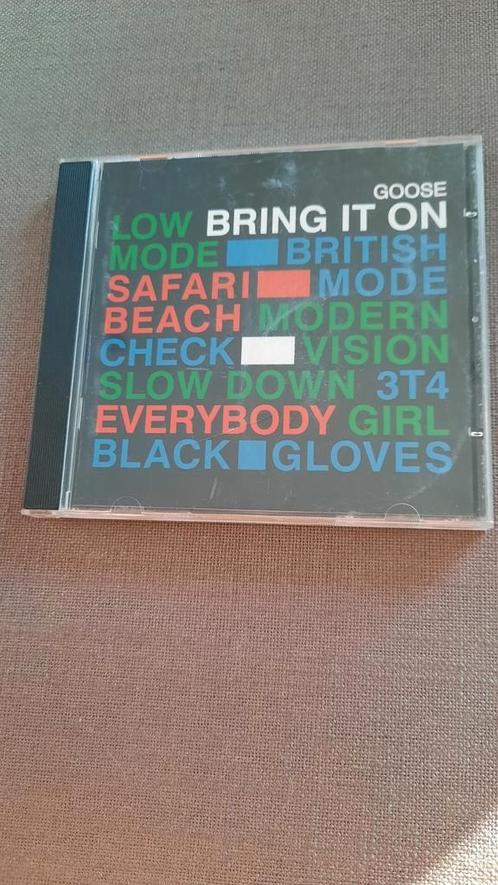 GOOSE
LOW BRING IT ON
MODE BRITISH
SAFARI MODE
BEACH MODERN
CHECK VISION
SLOW DOWN 3T4
EVERYBODY GIRL
BLACK GLOVES